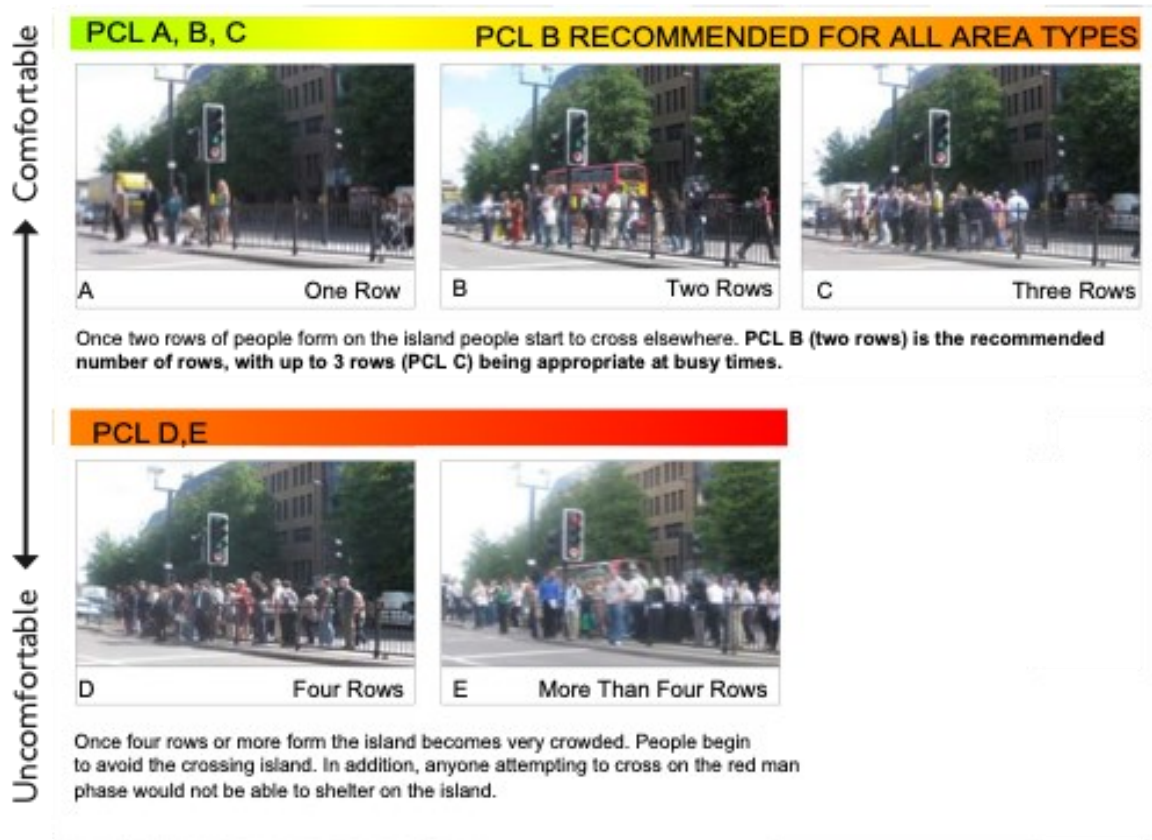 Comfortable
Uncomfortable
PCL A, B, C
PCL B RECOMMENDED FOR ALL AREA TYPES
A One Row
B Two Rows
C Three Rows
Once two rows of people form on the island people start to cross elsewhere. PCL B (two rows) is the recommended
number of rows, with up to 3 rows (PCL C) being appropriate at busy times.
PCL D,E
D Four Rows
E More Than Four Rows
Once four rows or more form the island becomes very crowded. People begin
to avoid the crossing island. In addition, anyone attempting to cross on the red man
phase would not be able to shelter on the island.